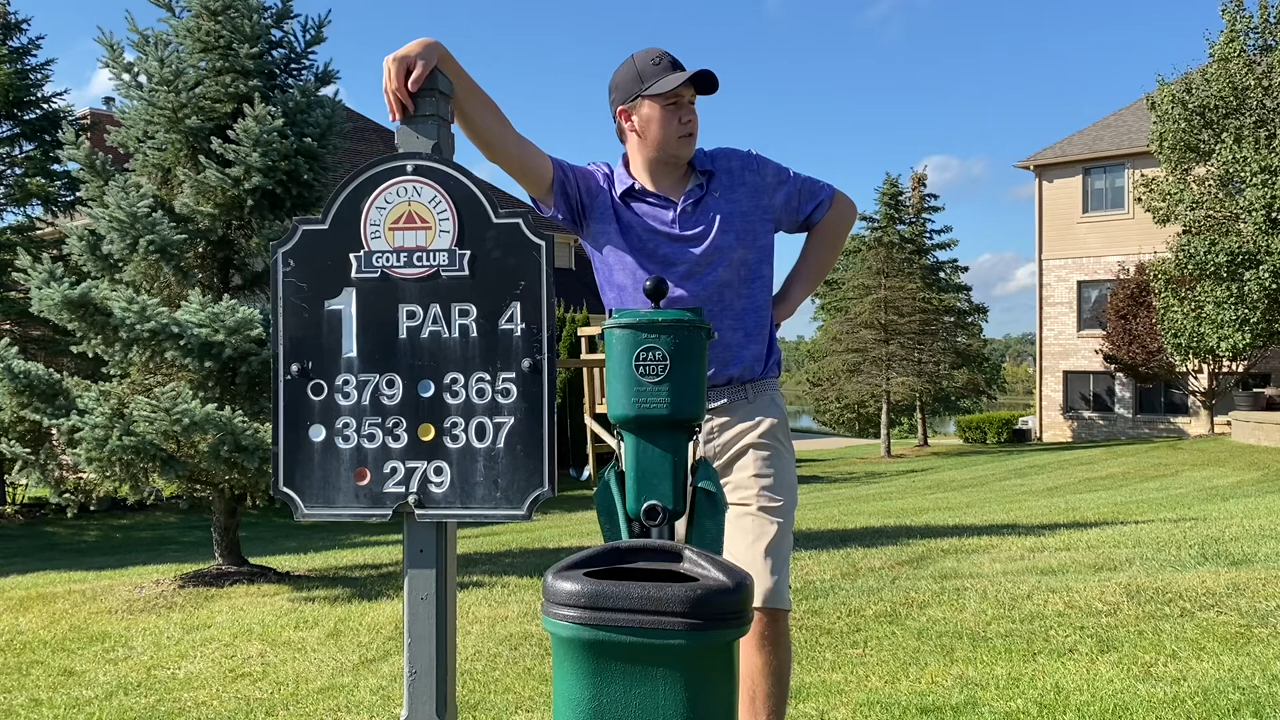 BEACON HILL
GOLF CLUB
1 PAR 4
379 365
353 307
279
PAR
AIDE